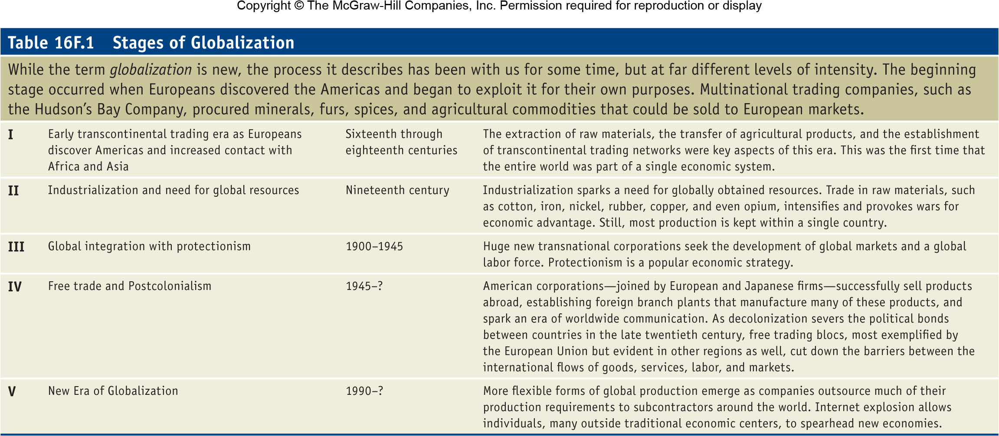 Copyright © The McGraw-Hill Companies, Inc. Permission required for reproduction or display
Table 16F.1 Stages of Globalization
While the term globalization is new, the process it describes has been with us for some time, but at far different levels of intensity. The beginning
stage occurred when Europeans discovered the Americas and began to exploit it for their own purposes. Multinational trading companies, such as
the Hudson's Bay Company, procured minerals, furs, spices, and agricultural commodities that could be sold to European markets.
I Early transcontinental trading era as Europeans Sixteenth through The extraction of raw materials, the transfer of agricultural products, and the establishment
discover Americas and increased contact with eighteenth centuries of transcontinental trading networks were key aspects of this era. This was the first time that
Africa and Asia the entire world was part of a single economic system.
II Industrialization and need for global resources Nineteenth century Industrialization sparks a need for globally obtained resources. Trade in raw materials, such
as cotton, iron, nickel, rubber, copper, and even opium, intensifies and provokes wars for
economic advantage. Still, most production is kept within a single country.
III Global integration with protectionism 1900–1945 Huge new transnational corporations seek the development of global markets and a global
labor force. Protectionism is a popular economic strategy.
IV Free trade and Postcolonialism 1945–? American corporations—joined by European and Japanese firms—successfully sell products
abroad, establishing foreign branch plants that manufacture many of these products, and
spark an era of worldwide communication. As decolonization severs the political bonds
between countries in the late twentieth century, free trading blocs, most exemplified by
the European Union but evident in other regions as well, cut down the barriers between the
international flows of goods, services, labor, and markets.
V New Era of Globalization 1990–? More flexible forms of global production emerge as companies outsource much of their
production requirements to subcontractors around the world. Internet explosion allows
individuals, many outside traditional economic centers, to spearhead new economies.